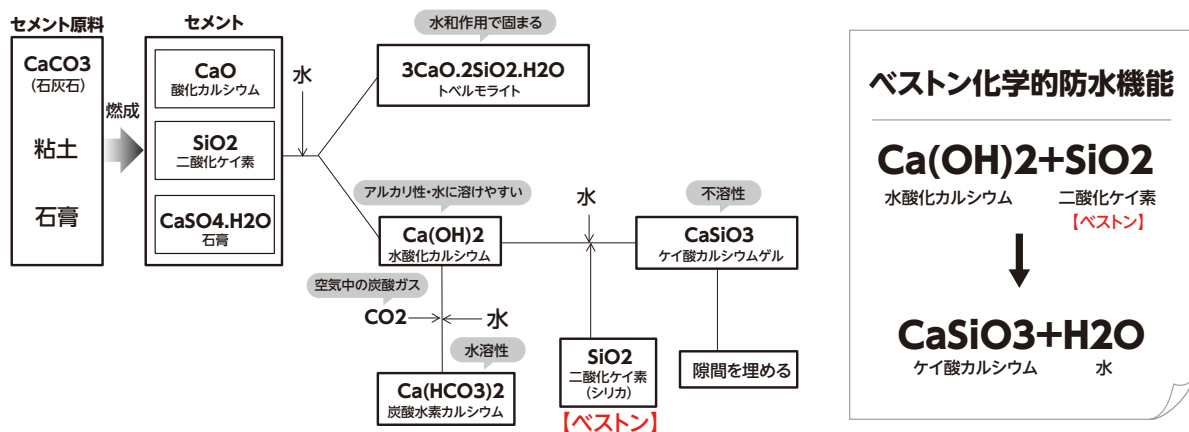 セメント原料
CaCO3
(石灰石)
粘土
石膏
燃成
セメント
CaO
酸化カルシウム
SiO2
二酸化ケイ素
CaSO4.H2O
石膏
水
水和作用で固まる
3CaO.2SiO2.H2O
トベルモライト
アルカリ性・水に溶けやすい
Ca(OH)2
水酸化カルシウム
空気中の炭酸ガス
CO2
水
水溶性
Ca(HCO3)2
炭酸水素カルシウム
水
SiO2
二酸化ケイ素
(シリカ)
【ベストン】
不溶性
CaSiO3
ケイ酸カルシウムゲル
隙間を埋める
ベストン化学的防水機能
Ca(OH)2+SiO2
水酸化カルシウム 二酸化ケイ素
【ベストン】
CaSiO3+H2O
ケイ酸カルシウム 水